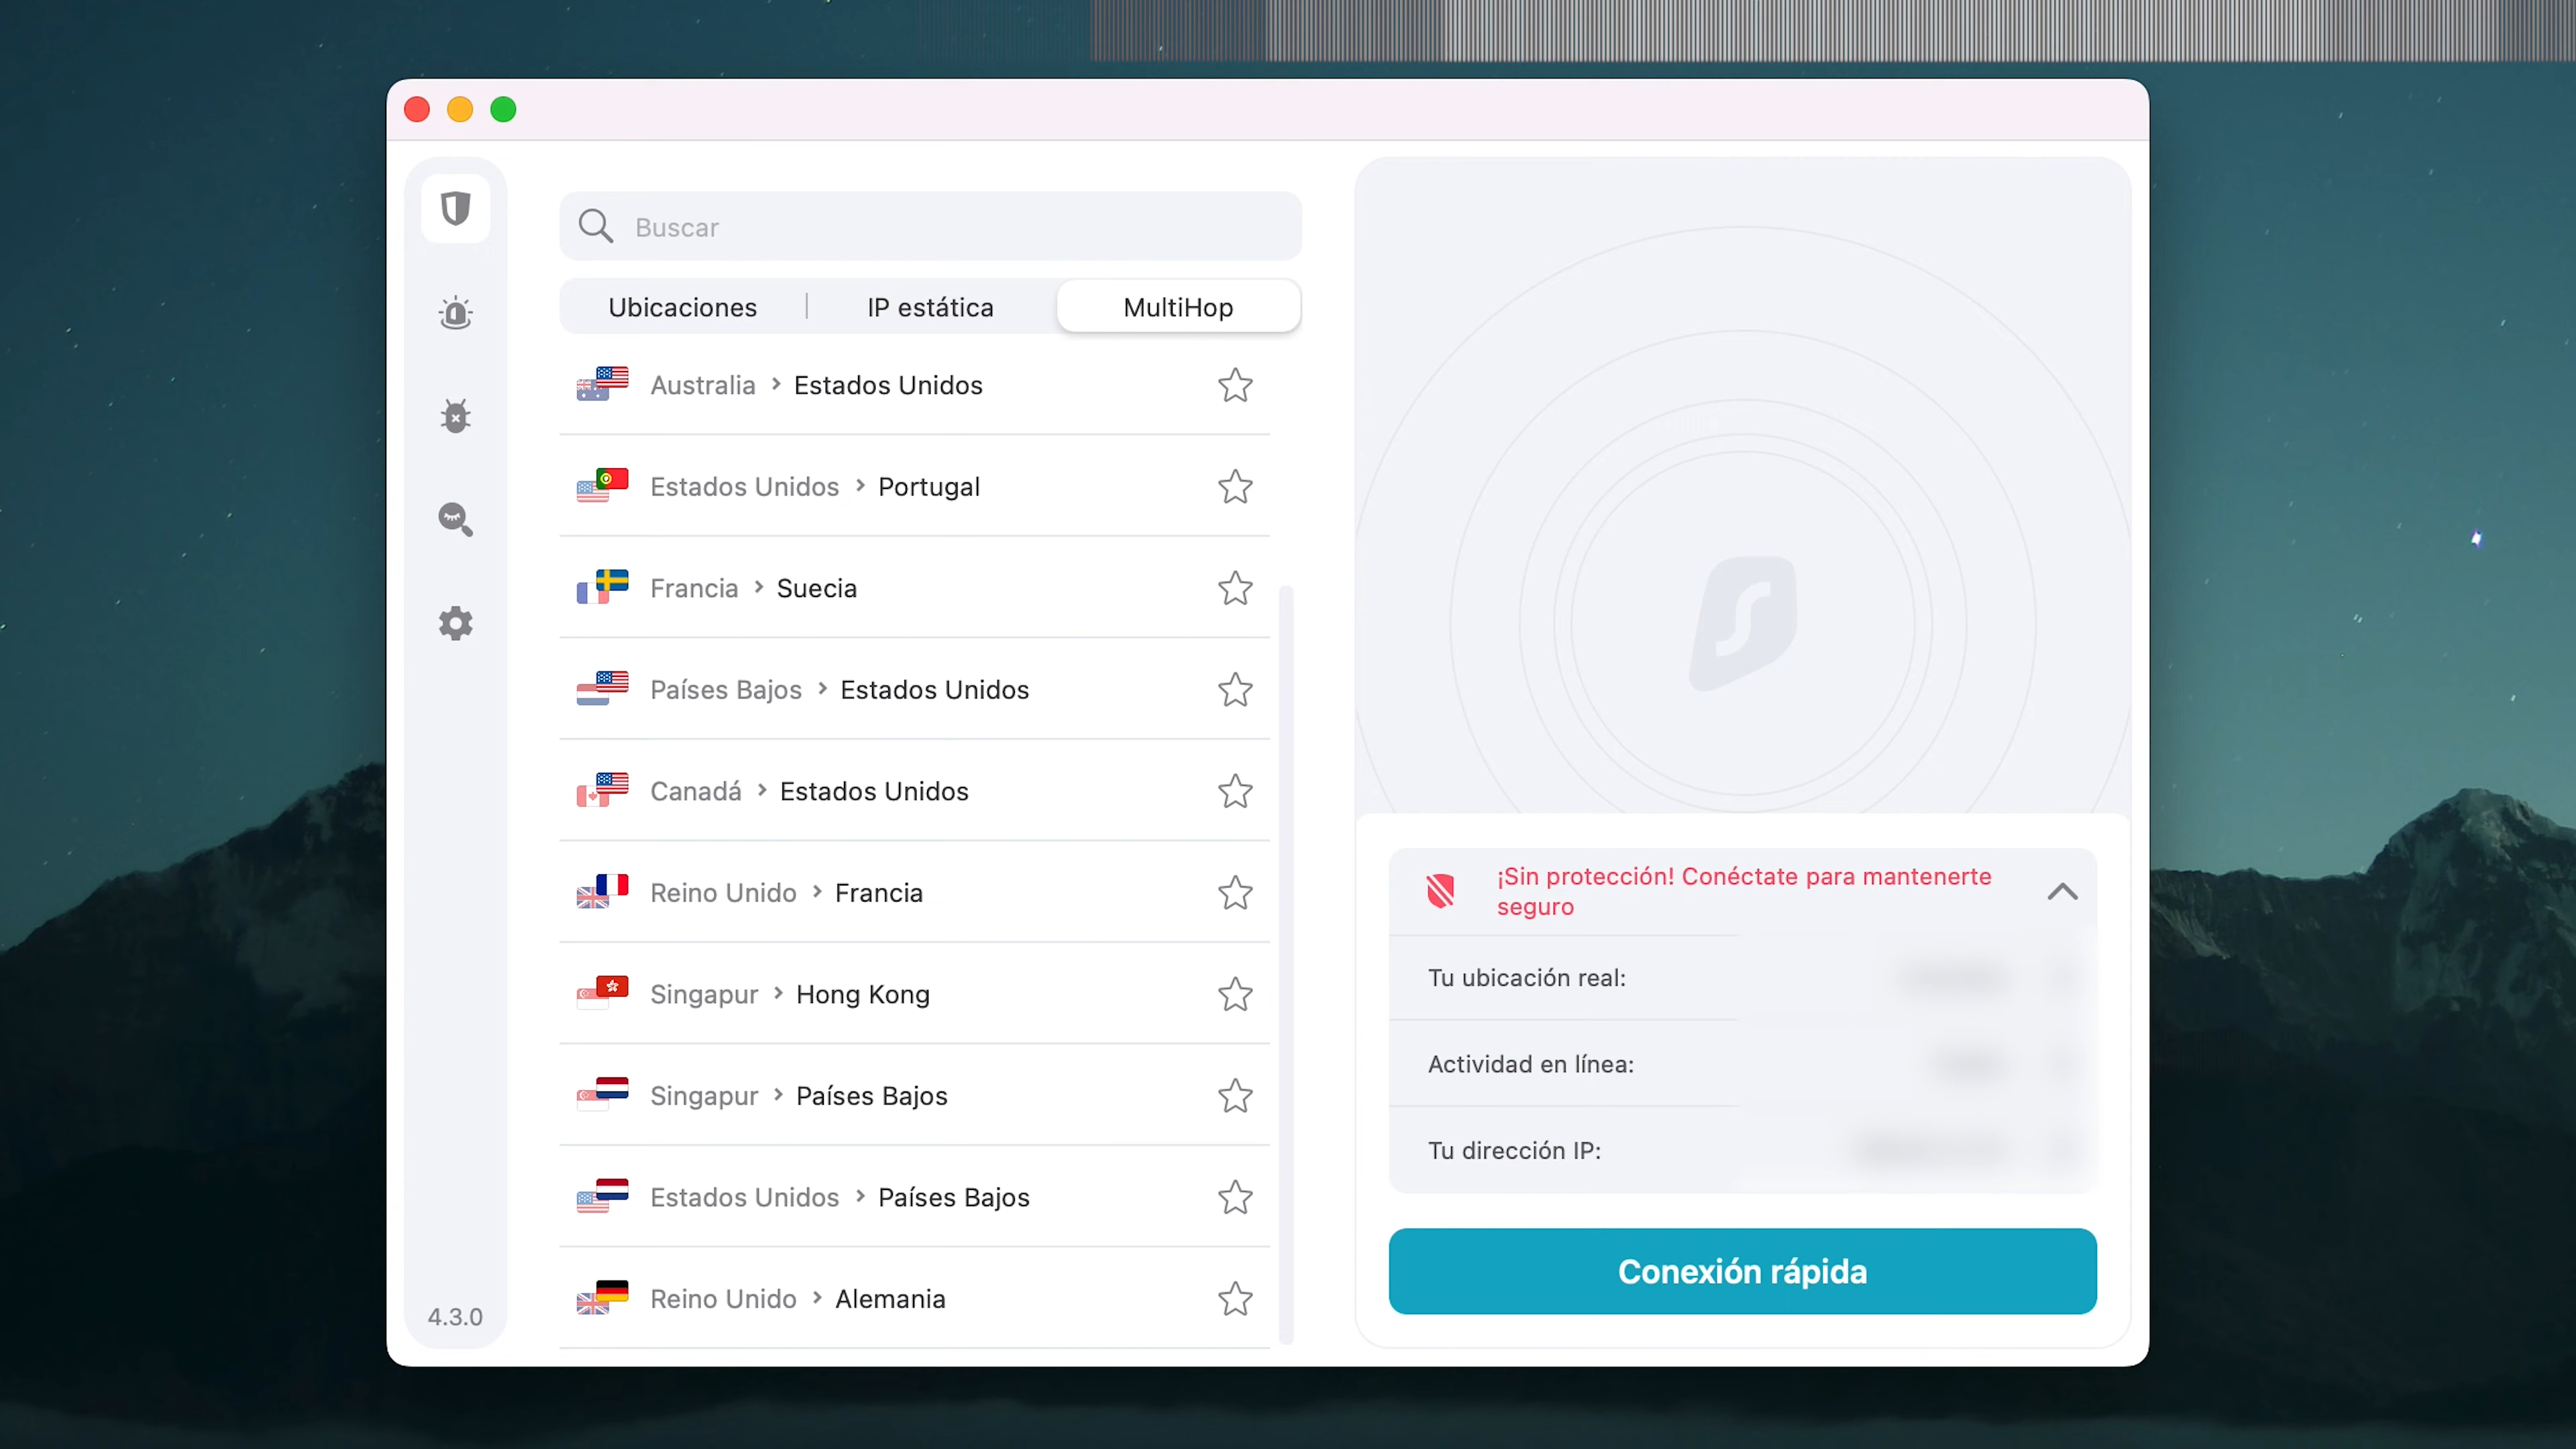 Buscar
Ubicaciones | IP estática MultiHop
Australia > Estados Unidos
Estados Unidos > Portugal
Francia > Suecia
Países Bajos > Estados Unidos
Canadá > Estados Unidos
Reino Unido > Francia
Singapur > Hong Kong
Singapur > Países Bajos
Estados Unidos > Países Bajos
Reino Unido > Alemania
4.3.0
¡Sin protección! Conéctate para mantenerte
seguro
Tu ubicación real:
Actividad en línea:
Tu dirección IP:
Conexión rápida